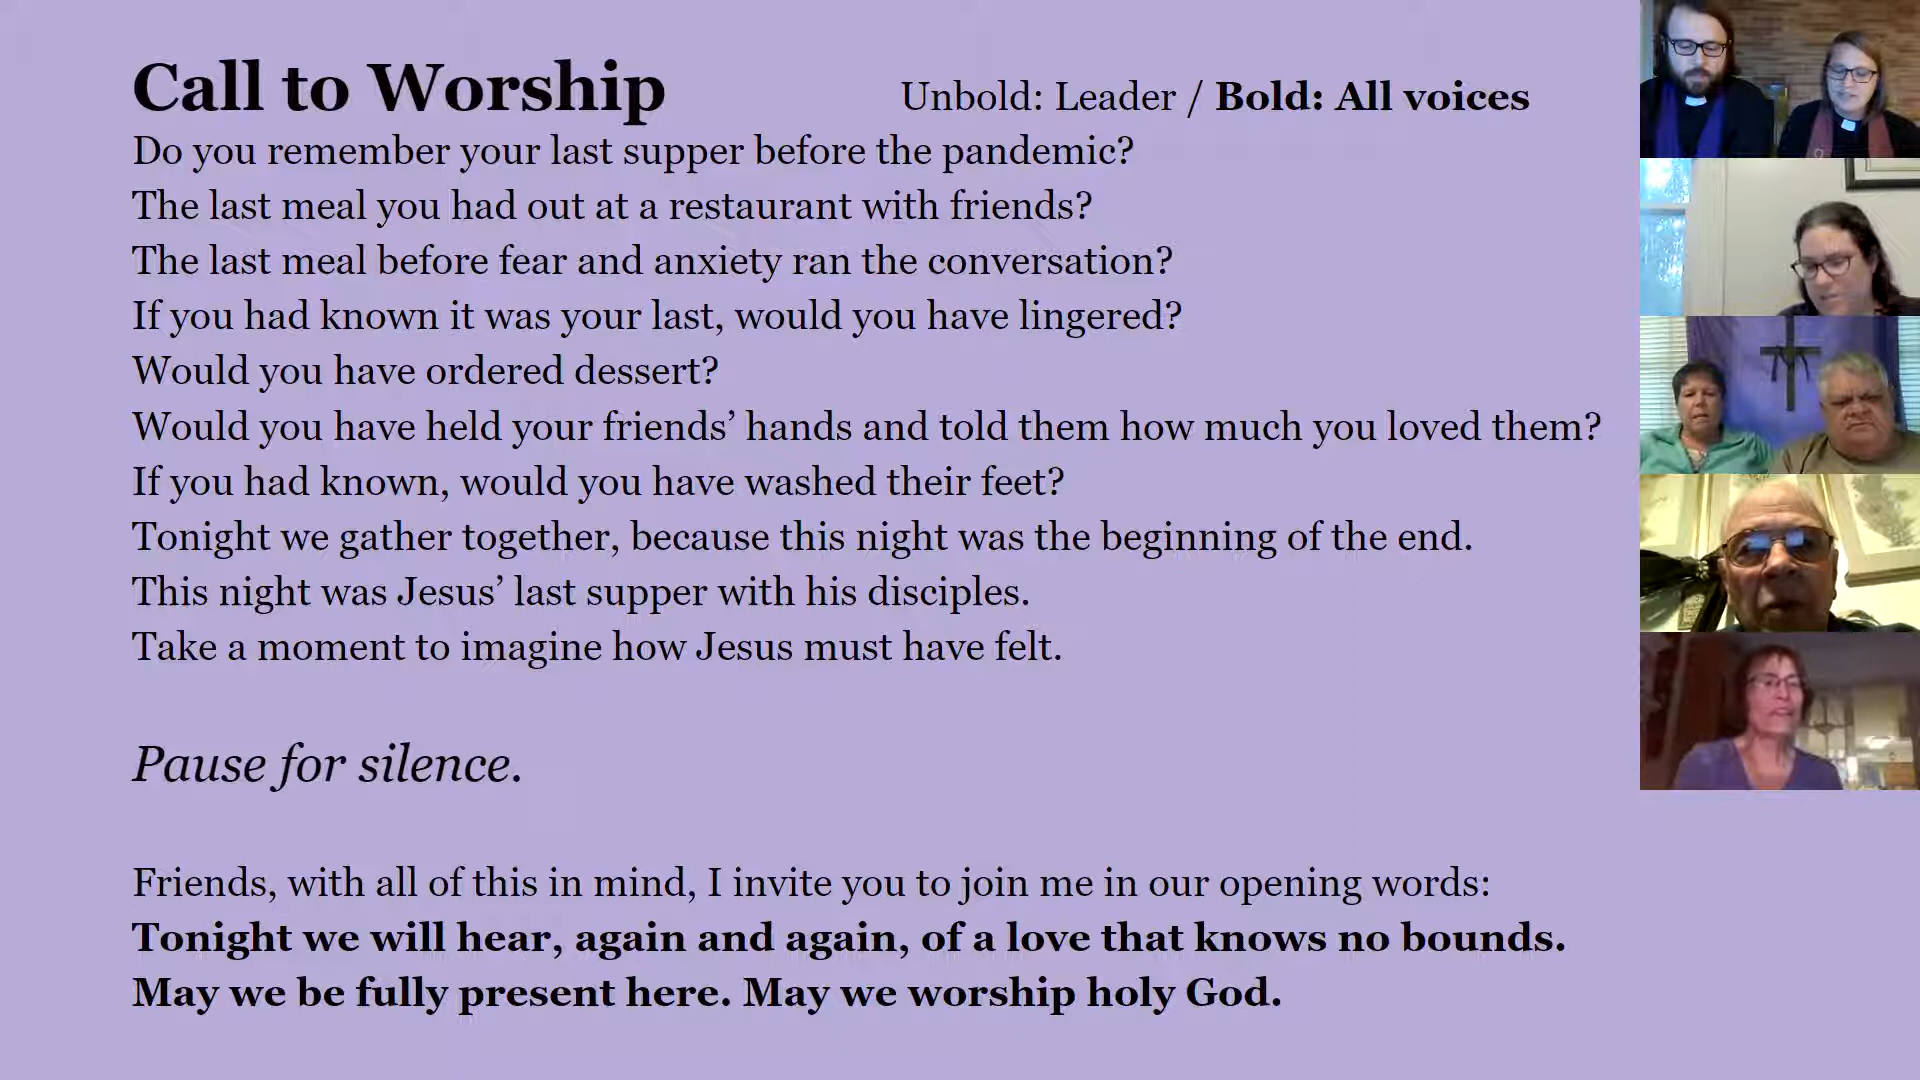 Call to Worship
Unbold: Leader / Bold: All voices
Do you remember your last supper before the pandemic?
The last meal you had out at a restaurant with friends?
The last meal before fear and anxiety ran the conversation?
If you had known it was your last, would you have lingered?
Would you have ordered dessert?
Would you have held your friends’ hands and told them how much you loved them?
If you had known, would you have washed their feet?
Tonight we gather together, because this night was the beginning of the end.
This night was Jesus’ last supper with his disciples.
Take a moment to imagine how Jesus must have felt.
Pause for silence.
Friends, with all of this in mind, I invite you to join me in our opening words:
Tonight we will hear, again and again, of a love that knows no bounds.
May we be fully present here. May we worship holy God.